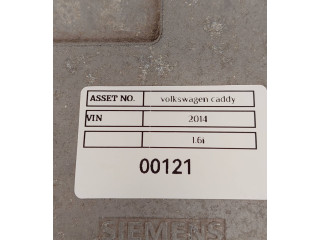 ASSET NO. volkswagen caddy
VIN 2014
1.6i
00121
SIEMENS